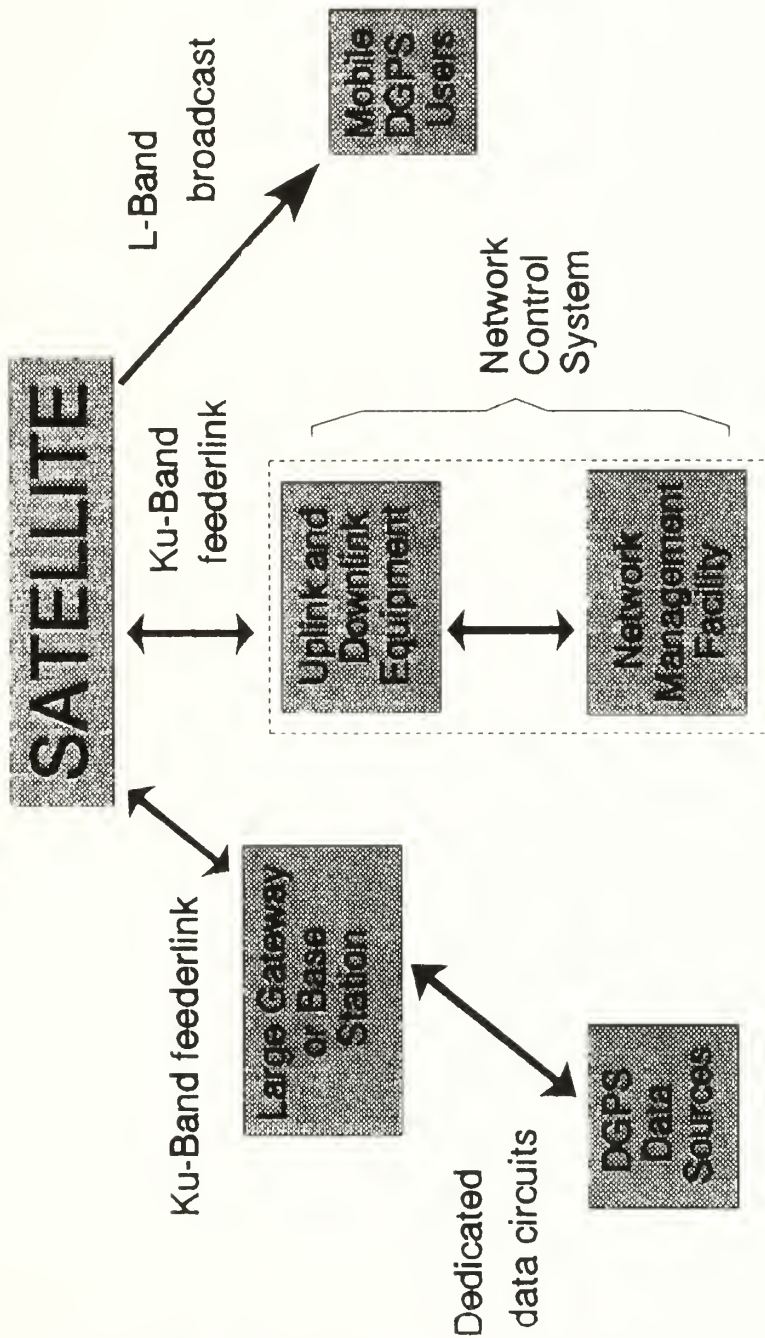 SATELLITE
L-Band
broadcast
Mobile
DGPS
Users
Ku-Band
feederlink
Ku-Band feederlink
Uplink and
Downlink
Equipment
Network
Control
System
Large Gateway
or Base
Station
Network
Management
Facility
Dedicated
data circuits
DGPS
Data
Sources